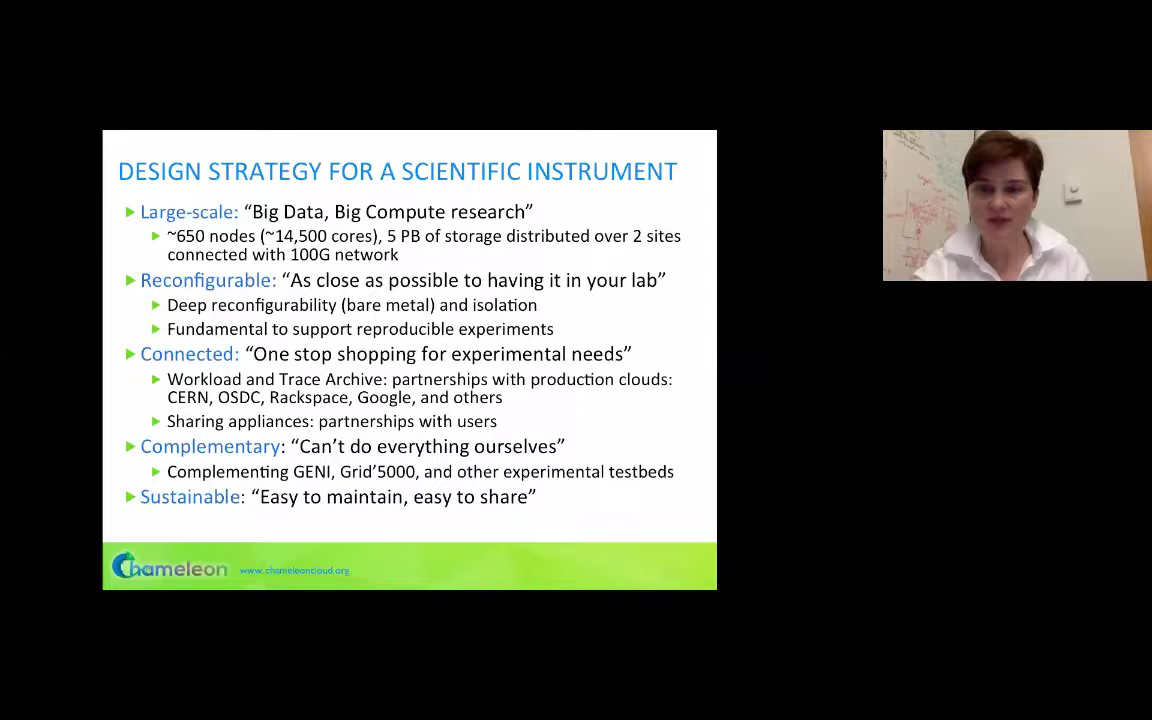 DESIGN STRATEGY FOR A SCIENTIFIC INSTRUMENT
Large-scale: “Big Data, Big Compute research”
~650 nodes (~14,500 cores), 5 PB of storage distributed over 2 sites
connected with 100G network
Reconfigurable: “As close as possible to having it in your lab”
Deep reconfigurability (bare metal) and isolation
Fundamental to support reproducible experiments
Connected: “One stop shopping for experimental needs”
Workload and Trace Archive: partnerships with production clouds:
CERN, OSDC, Rackspace, Google, and others
Sharing appliances: partnerships with users
Complementary: “Can’t do everything ourselves”
Complementing GENI, Grid’5000, and other experimental testbeds
Sustainable: “Easy to maintain, easy to share”
Chameleon
www.chameleoncloud.org